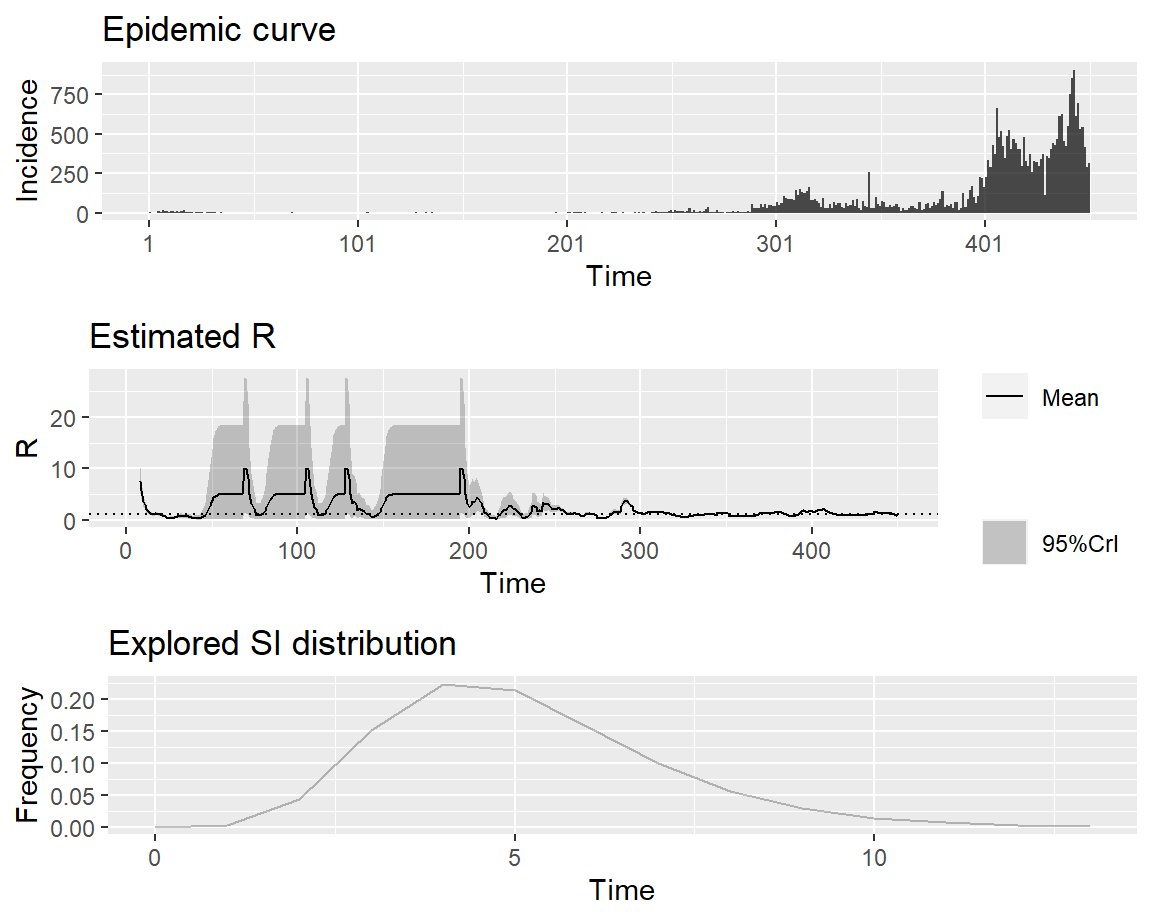 Epidemic curve
Incidence
750
500
250
0
1 101 201 301 401
Time
Estimated R
R
20
10
0
0 100 200 300 400
Time
Mean
95%CrI
Explored SI distribution
Frequency
0.20
0.15
0.10
0.05
0.00
0 5 10
Time